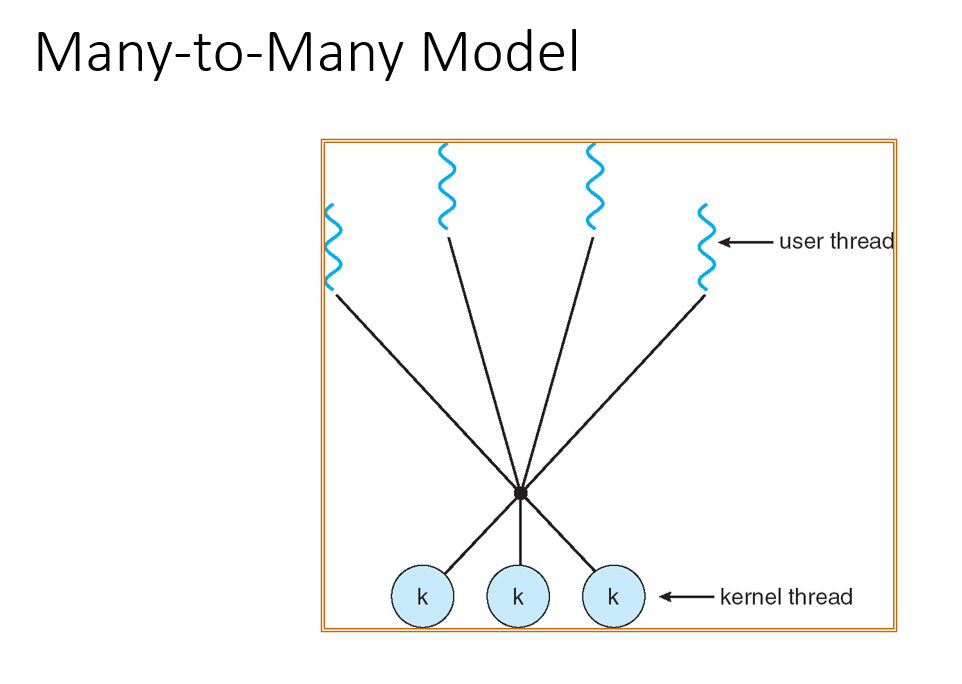 Many-to-Many Model
user thread
k
k
k
kernel thread